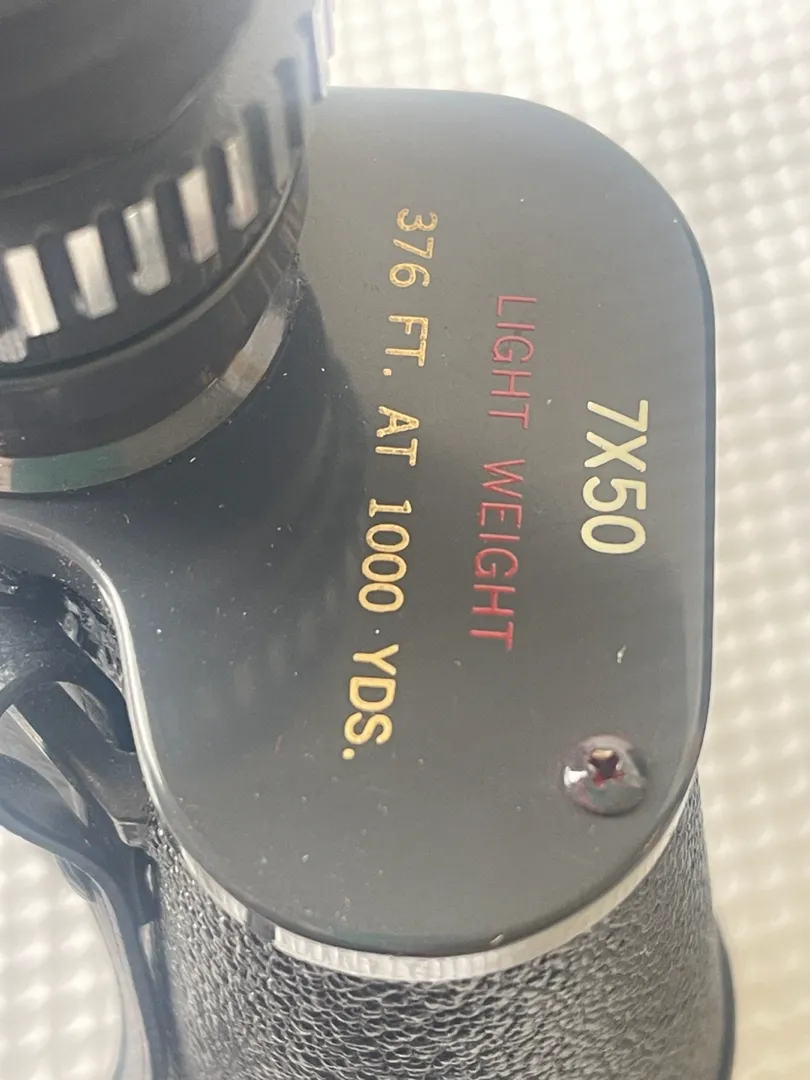 7X50
LIGHT WEIGHT
376 FT. AT 1000 YDS.